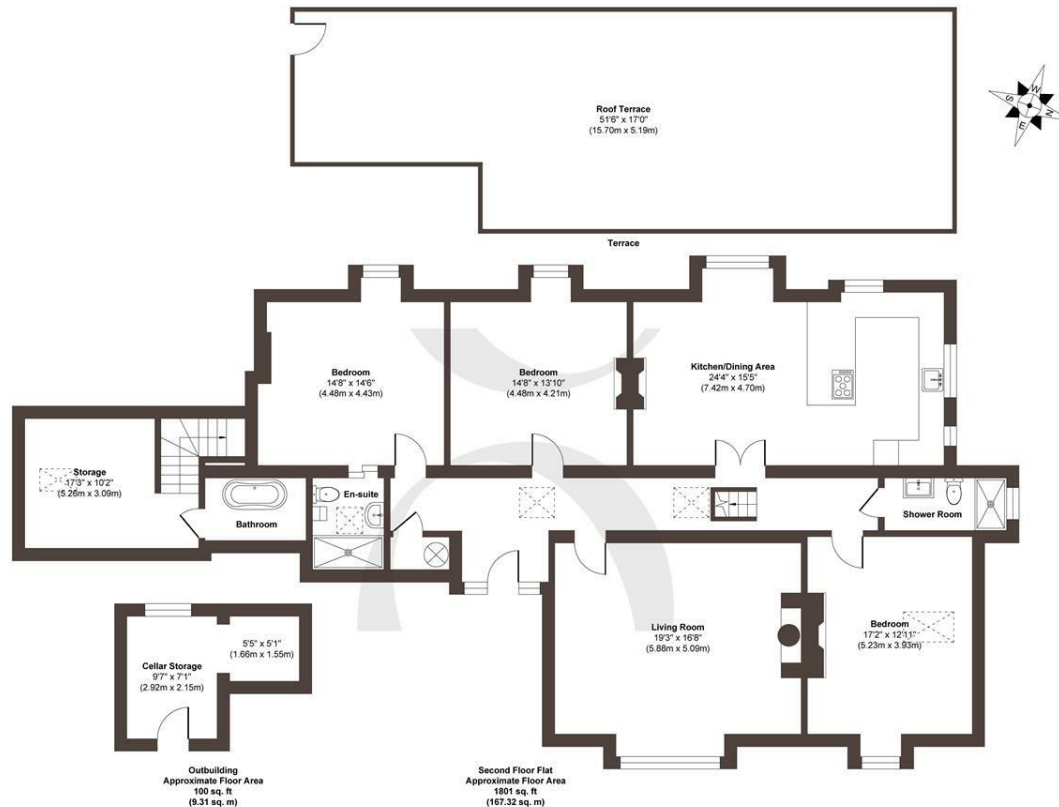 Roof Terrace
51'6" x 17'0"
(15.70m x 5.19m)
W
N
S
E
Terrace
Bedroom
14'8" x 14'6"
(4.48m x 4.43m)
Bedroom
14'8" x 13'10"
(4.48m x 4.21m)
Kitchen/Dining Area
24'4" x 15'5"
(7.42m x 4.70m)
Storage
17'3" x 10'2"
(5.26m x 3.09m)
Bathroom
En-suite
Shower Room
Living Room
19'3" x 16'8"
(5.88m x 5.09m)
Bedroom
17'2" x 12'11"
(5.23m x 3.93m)
5'5" x 5'1"
(1.66m x 1.55m)
Cellar Storage
9'7" x 7'1"
(2.92m x 2.15m)
Outbuilding
Approximate Floor Area
100 sq. ft
(9.31 sq. m)
Second Floor Flat
Approximate Floor Area
1801 sq. ft
(167.32 sq. m)